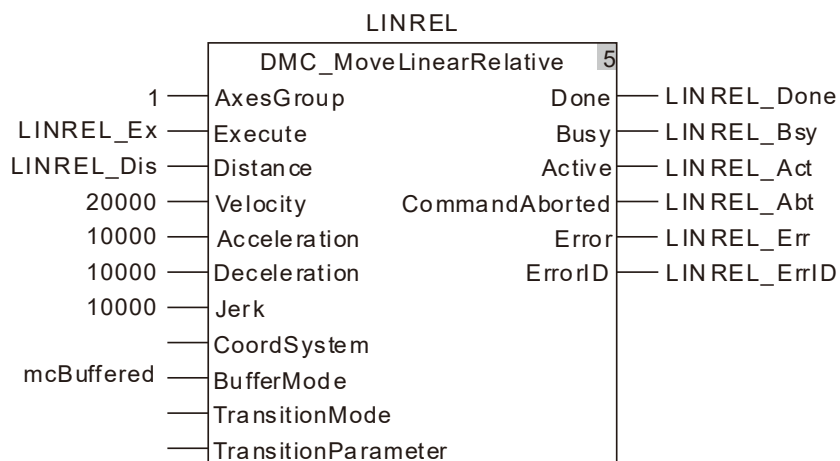 LINREL
DMC_MoveLinearRelative 5
1 AxesGroup Done LINREL_Done
LINREL_Ex Execute Busy LINREL_Bsy
LINREL_Dis Distance Active LINREL_Act
20000 Velocity CommandAborted LINREL_Abt
10000 Acceleration Error LINREL_Err
10000 Deceleration ErrorID LINREL_ErrID
10000 Jerk
CoordSystem
mcBuffered BufferMode
TransitionMode
TransitionParameter